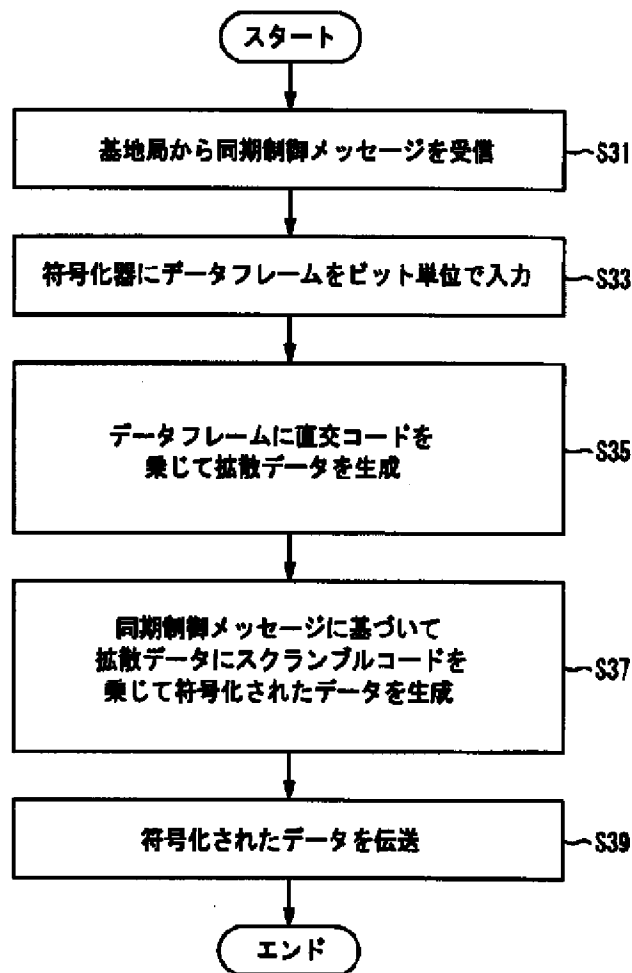 スタート
基地局から同期制御メッセージを受信
S31
符号化器にデータフレームをビット単位で入力
S33
データフレームに直交コードを
乗じて拡散データを生成
S35
同期制御メッセージに基づいて
拡散データにスクランブルコードを
乗じて符号化されたデータを生成
S37
符号化されたデータを伝送
S39
エンド